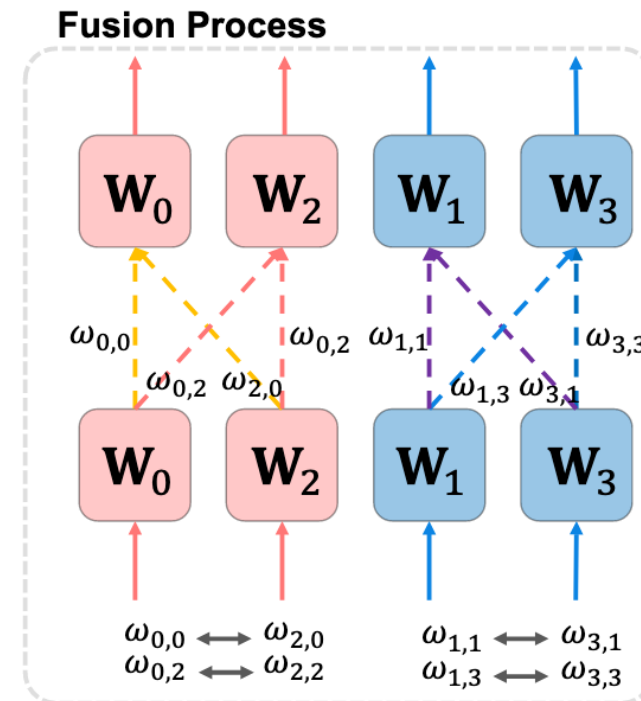 Fusion Process
W₀ W₂ W₁ W₃
ω₀,₀ ω₀,₂ ω₁,₁ ω₃,₃
ω₀,₂ ω₂,₀ ω₁,₃ ω₃,₁
W₀ W₂ W₁ W₃
ω₀,₀ ⟷ ω₂,₀ ω₁,₁ ⟷ ω₃,₁
ω₀,₂ ⟷ ω₂,₂ ω₁,₃ ⟷ ω₃,₃